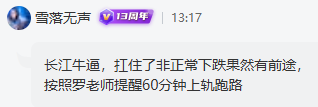 雪落无声 13周年 13:17
长江牛逼，扛住了非正常下跌果然有前途，
按照罗老师提醒60分钟上轨跑路